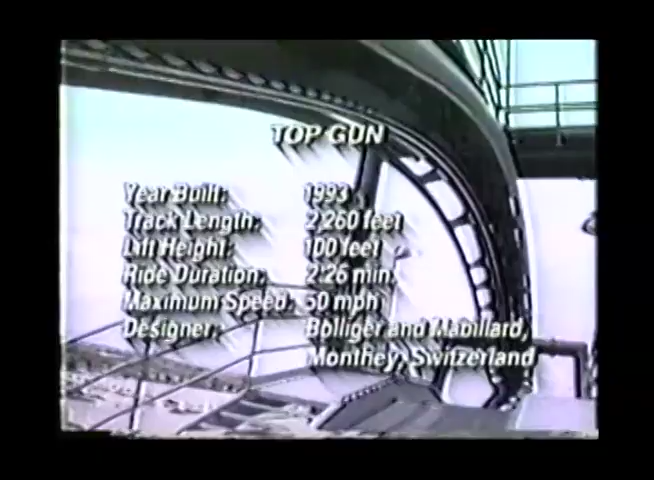 TOP GUN
Year Built: 1993
Track Length: 2,260 feet
Lift Height: 100 feet
Ride Duration: 2:26 min.
Maximum Speed: 50 mph
Designer: Bolliger and Mabillard,
Monthey, Switzerland